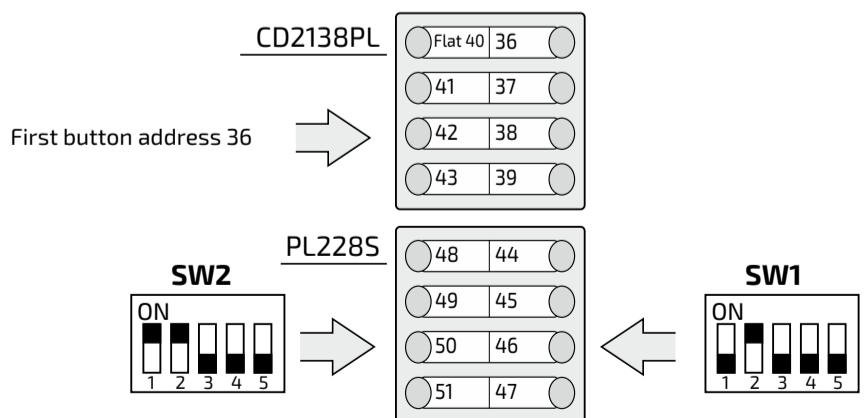 CD2138PL
Flat 40 36
41 37
First button address 36
42 38
43 39
PL228S
48 44
SW2
SW1
49 45
ON
ON
50 46
1 2 3 4 5
1 2 3 4 5
51 47